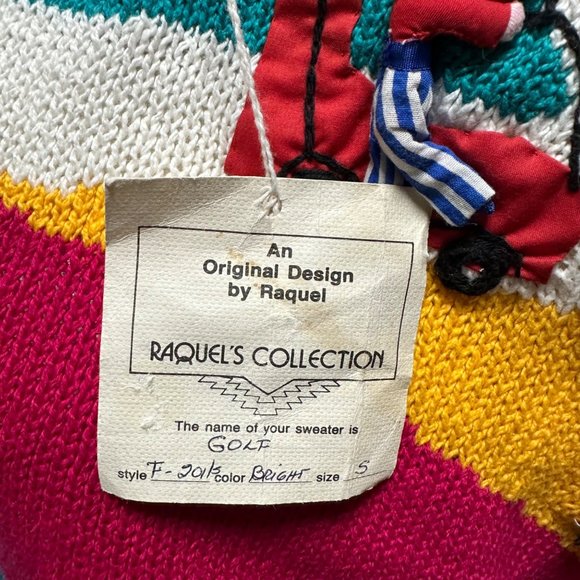 An
Original Design
by Raquel
RAQUEL'S COLLECTION
The name of your sweater is
GOLF
style F-201/s color BRIGHT size S